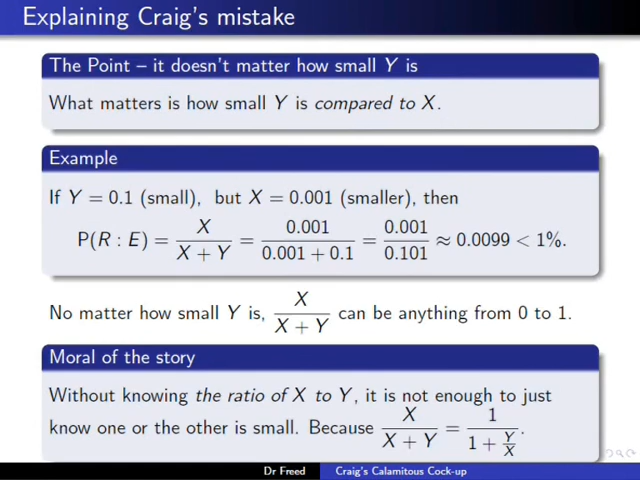 Explaining Craig's mistake
The Point – it doesn't matter how small Y is
What matters is how small Y is compared to X.
Example
If Y = 0.1 (small), but X = 0.001 (smaller), then
P(R : E) = X / (X + Y) = 0.001 / (0.001 + 0.1) = 0.001 / 0.101 ≈ 0.0099 < 1%.
No matter how small Y is, X / (X + Y) can be anything from 0 to 1.
Moral of the story
Without knowing the ratio of X to Y, it is not enough to just
know one or the other is small. Because X / (X + Y) = 1 / (1 + Y/X).
Dr Freed Craig's Calamitous Cock-up